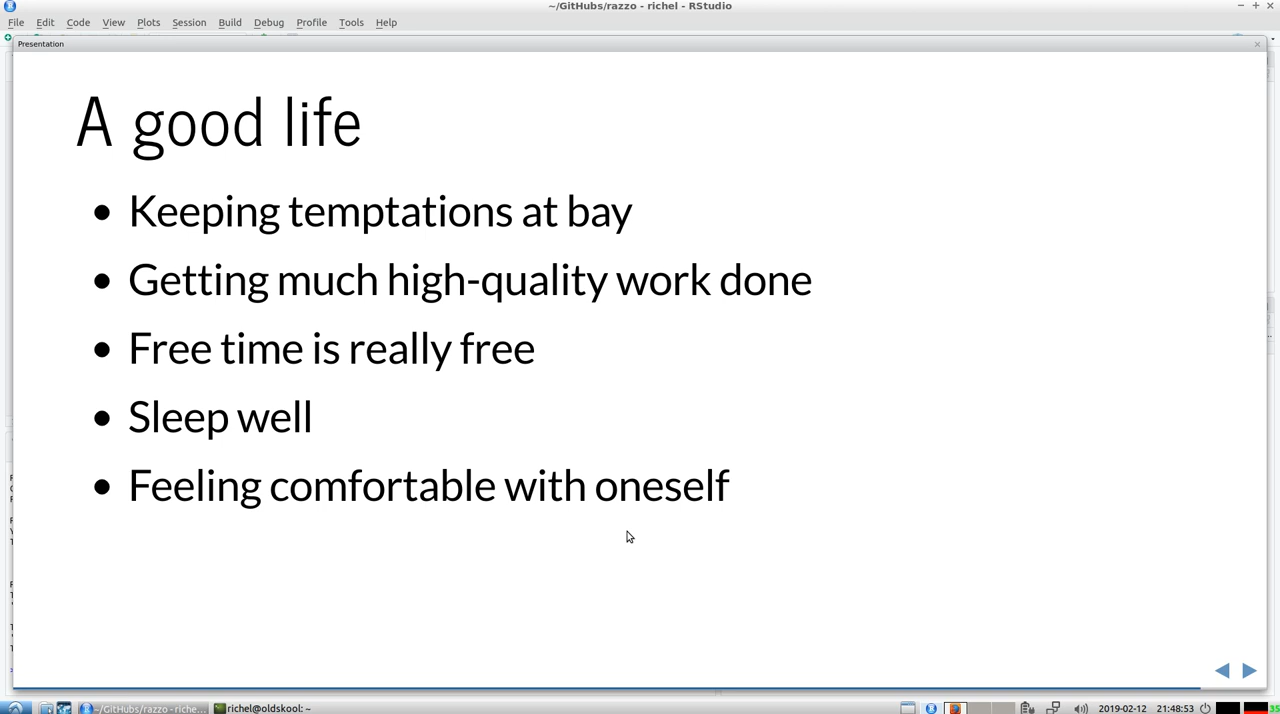 ~/GitHubs/razzo - richel - RStudio
File Edit Code View Plots Session Build Debug Profile Tools Help
Presentation
A good life
• Keeping temptations at bay
• Getting much high-quality work done
• Free time is really free
• Sleep well
• Feeling comfortable with oneself
~/GitHubs/razzo - riche... richel@oldskool: ~ 2019-02-12 21:48:53 35